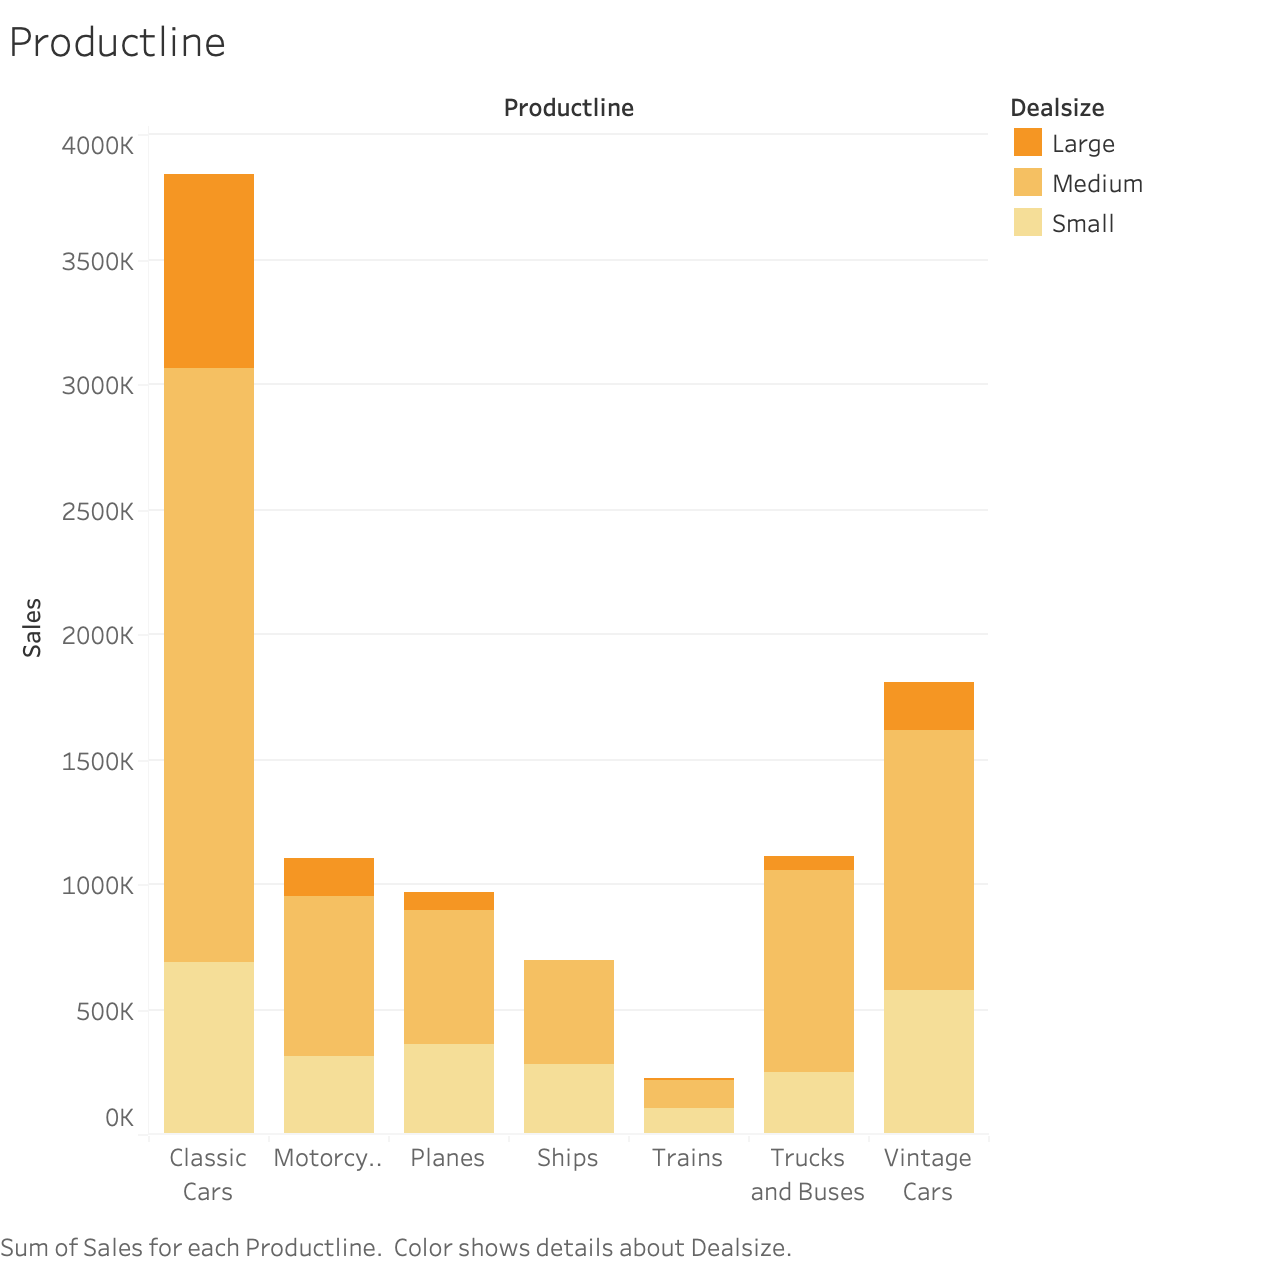 Productline
Productline
Dealsize
Large
Medium
Small
4000K
3500K
3000K
2500K
2000K
1500K
1000K
500K
0K
Sales
Classic Cars
Motorcy..
Planes
Ships
Trains
Trucks and Buses
Vintage Cars
Sum of Sales for each Productline. Color shows details about Dealsize.